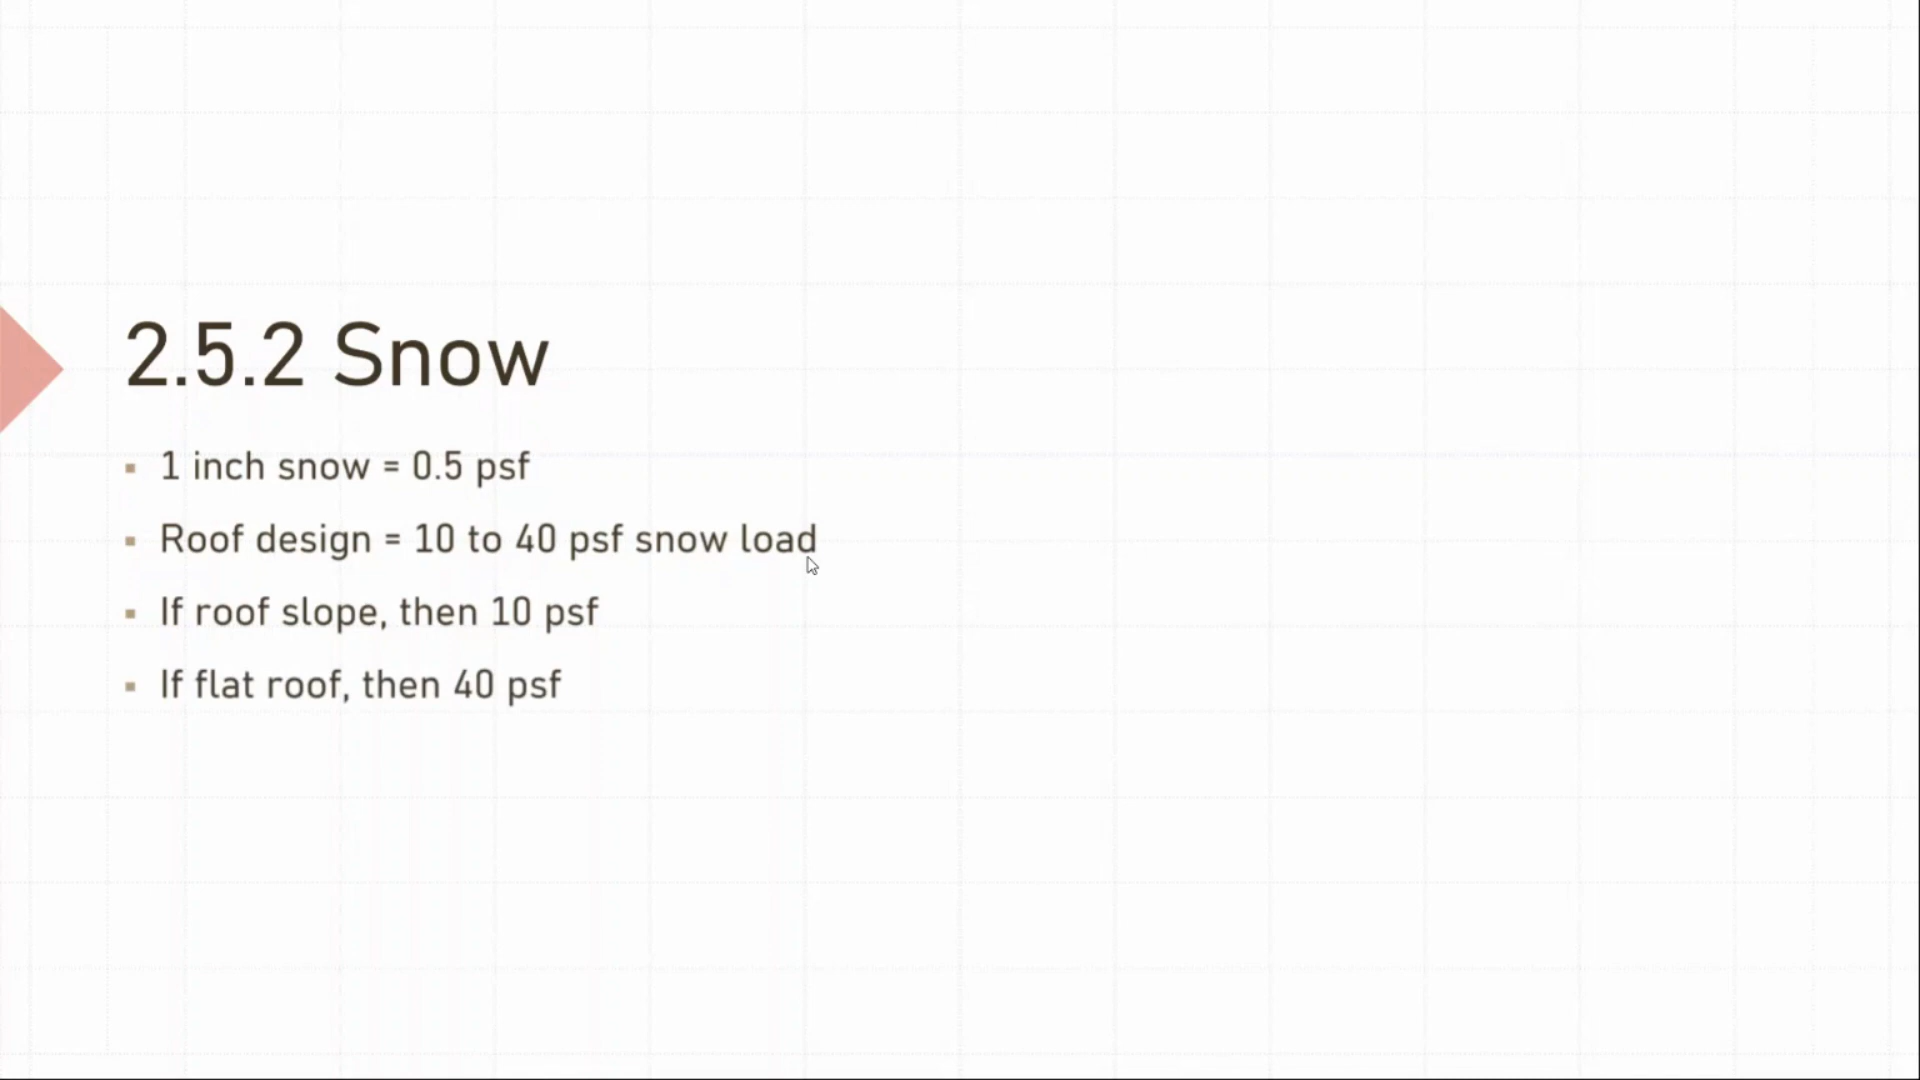 2.5.2 Snow
1 inch snow = 0.5 psf
Roof design = 10 to 40 psf snow load
If roof slope, then 10 psf
If flat roof, then 40 psf